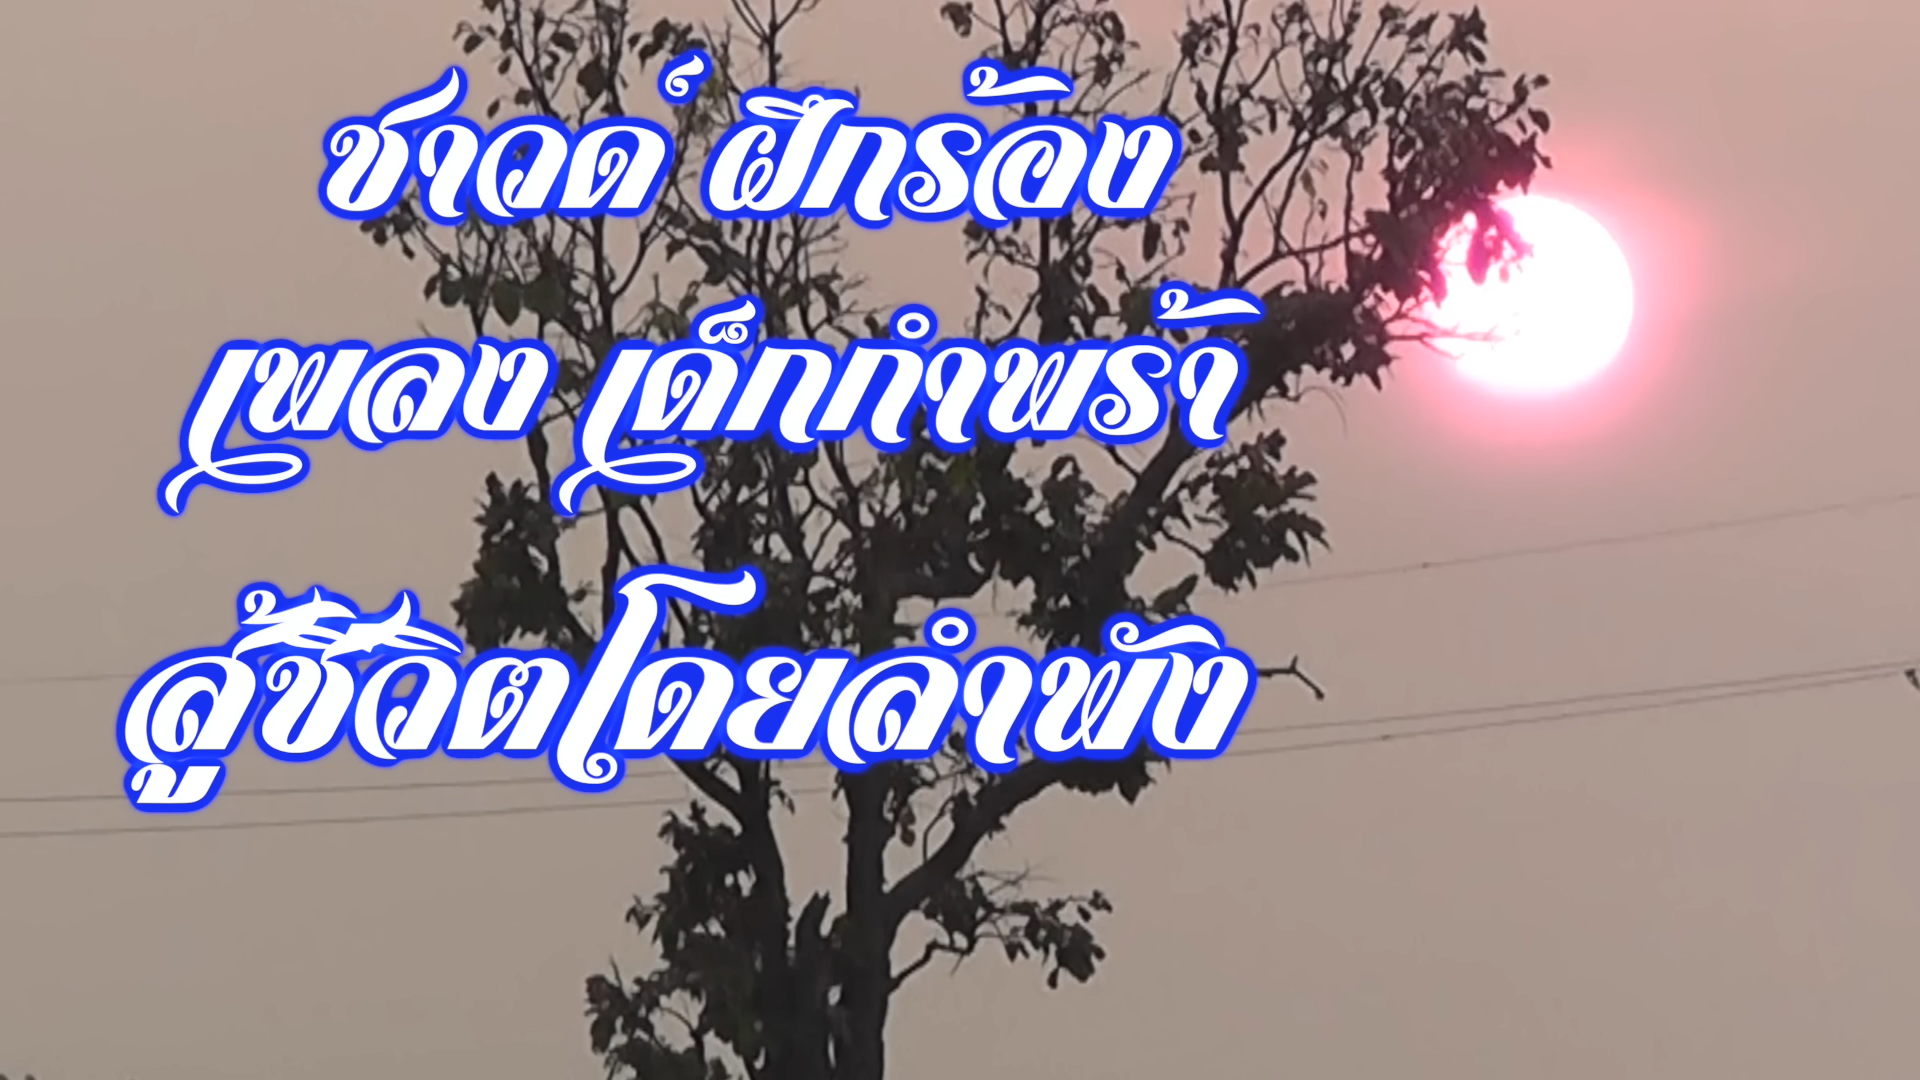 ชาวด์ ฝึกร้อง
เพลง เด็กกำพร้า
สู้ชีวิตโดยลำพัง